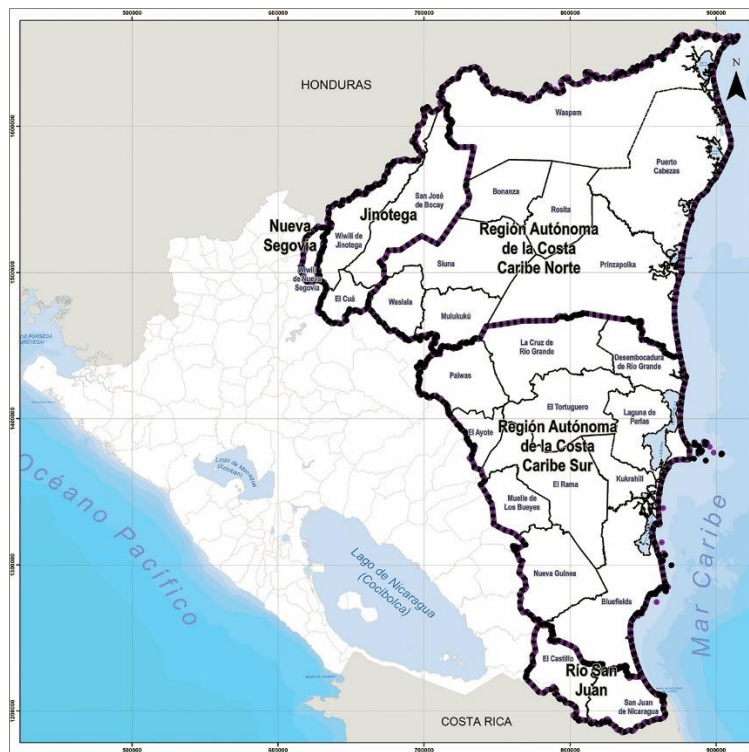 500000
600000
700000
800000
900000
N
HONDURAS
Waspam
1600000
Puerto
Cabezas
San José
de Bocay
Bonanza
Rosita
Jinotega
Nueva
Segovia
Wiwilí de
Jinotega
Región Autónoma
de la Costa
Caribe Norte
Siuna
Prinzapolka
1500000
Wiwilí
de Nueva
Segovia
El Cuá
Waslala
Mulukukú
La Cruz de
Río Grande
Desembocadura
de Río Grande
Paiwas
1400000
El Tortuguero
Laguna de
Perlas
El Ayote
Región Autónoma
de la Costa
Caribe Sur
Lago de Managua
(Xolotlán)
Kukrahill
El Rama
Muelle de
Los Bueyes
Océano Pacífico
Mar Caribe
Lago de Nicaragua
(Cocibolca)
1300000
Nueva Guinea
Bluefields
El Castillo
Río San
Juan
San Juan
de Nicaragua
1200000
COSTA RICA